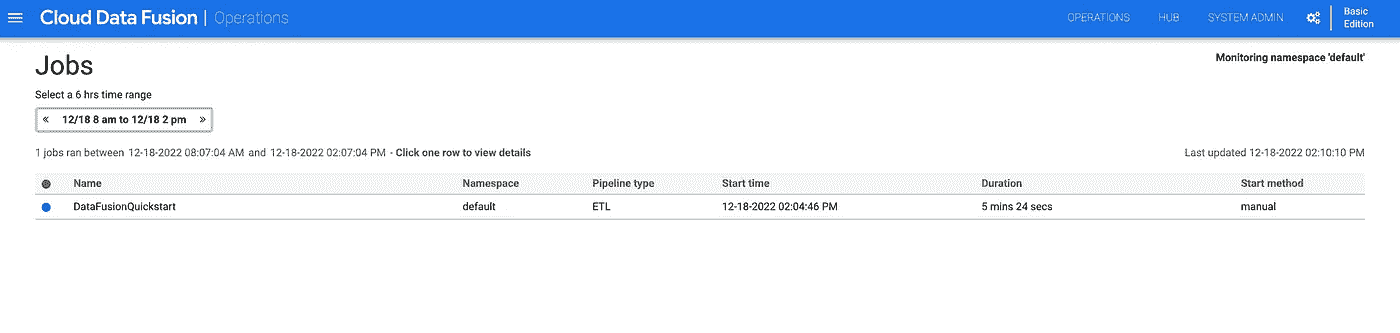 Cloud Data Fusion | Operations OPERATIONS HUB SYSTEM ADMIN Basic Edition
Jobs Monitoring namespace 'default'
Select a 6 hrs time range
« 12/18 8 am to 12/18 2 pm »
1 jobs ran between 12-18-2022 08:07:04 AM and 12-18-2022 02:07:04 PM - Click one row to view details Last updated 12-18-2022 02:10:10 PM
Name Namespace Pipeline type Start time Duration Start method
DataFusionQuickstart default ETL 12-18-2022 02:04:46 PM 5 mins 24 secs manual